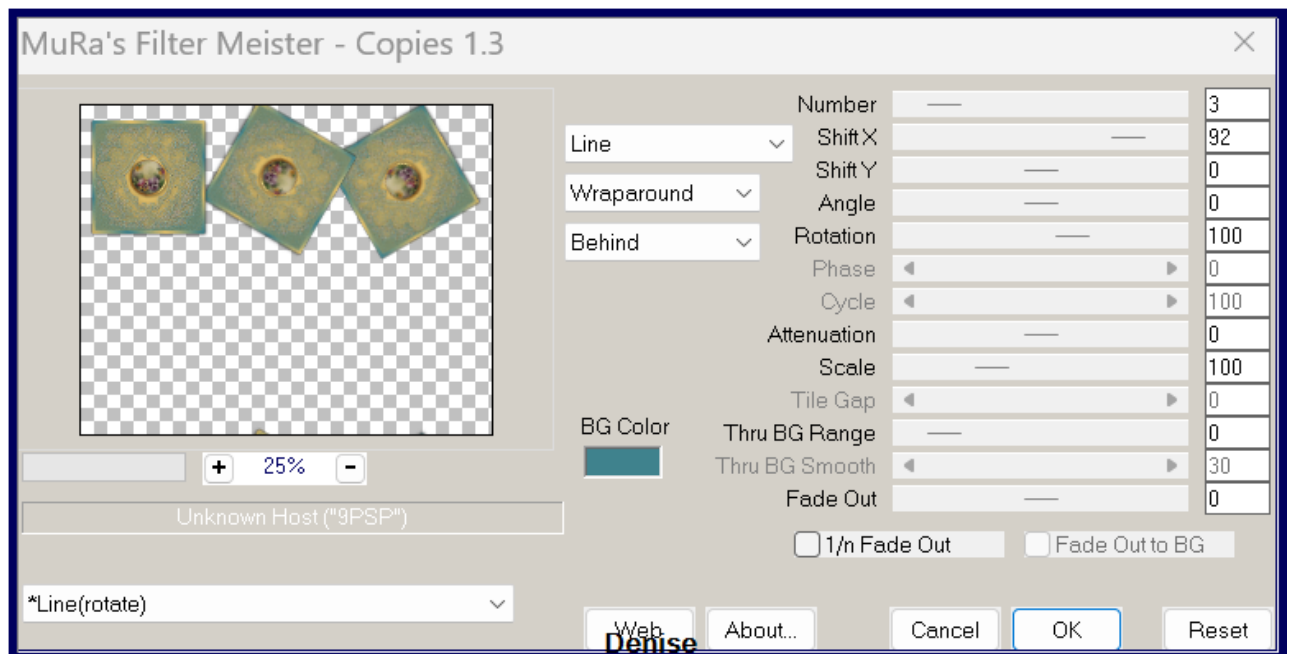 MuRa's Filter Meister - Copies 1.3
Line
Wraparound
Behind
Number 3
ShiftX 92
Shift Y 0
Angle 0
Rotation 100
Phase 0
Cycle 100
Attenuation 0
Scale 100
Tile Gap 0
BG Color
Thru BG Range 0
Thru BG Smooth 30
Fade Out 0
+ 25% -
Unknown Host ("9PSP")
1/n Fade Out Fade Out to BG
*Line(rotate)
Web About... Cancel OK Reset
Denise